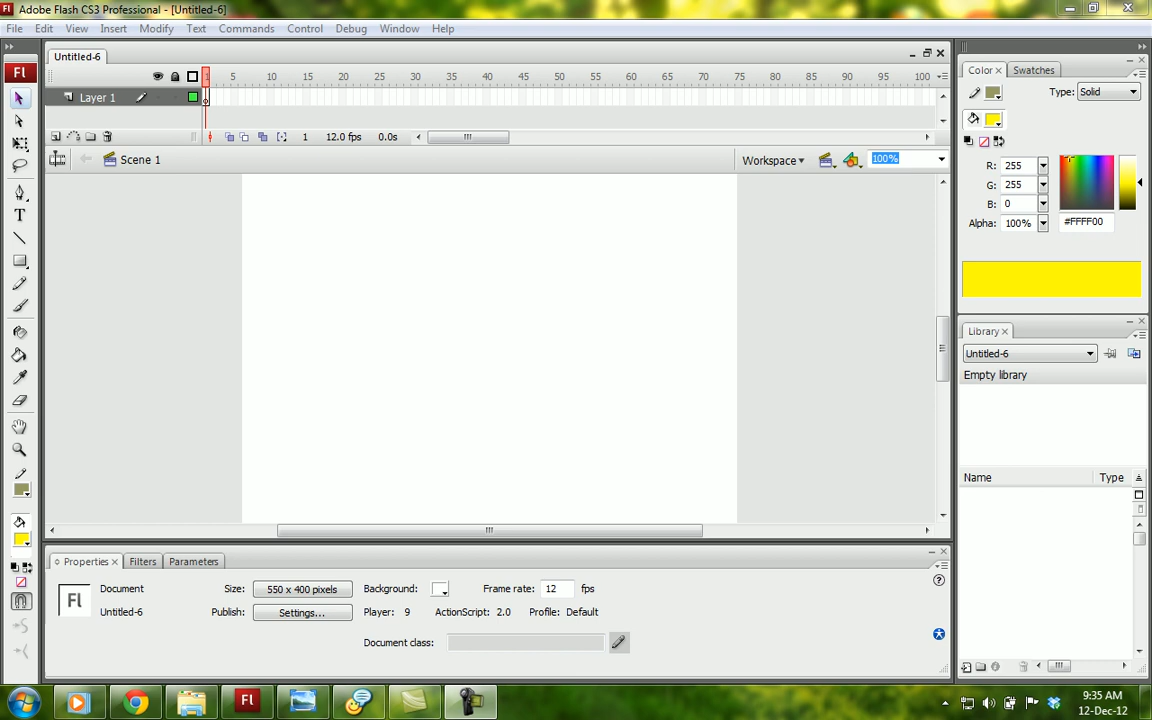 Fl Adobe Flash CS3 Professional - [Untitled-6]
File Edit View Insert Modify Text Commands Control Debug Window Help
Untitled-6
Fl
1 5 10 15 20 25 30 35 40 45 50 55 60 65 70 75 80 85 90 95 100
Layer 1
1 12.0 fps 0.0s
Scene 1
Workspace
100%
T
Color
Swatches
Type: Solid
R: 255
G: 255
B: 0
Alpha: 100%
#FFFF00
Library
Untitled-6
Empty library
Name Type
Properties
Filters
Parameters
Fl
Document
Untitled-6
Size: 550 x 400 pixels
Background:
Frame rate: 12 fps
Publish: Settings...
Player: 9
ActionScript: 2.0
Profile: Default
Document class:
Fl
9:35 AM
12-Dec-12